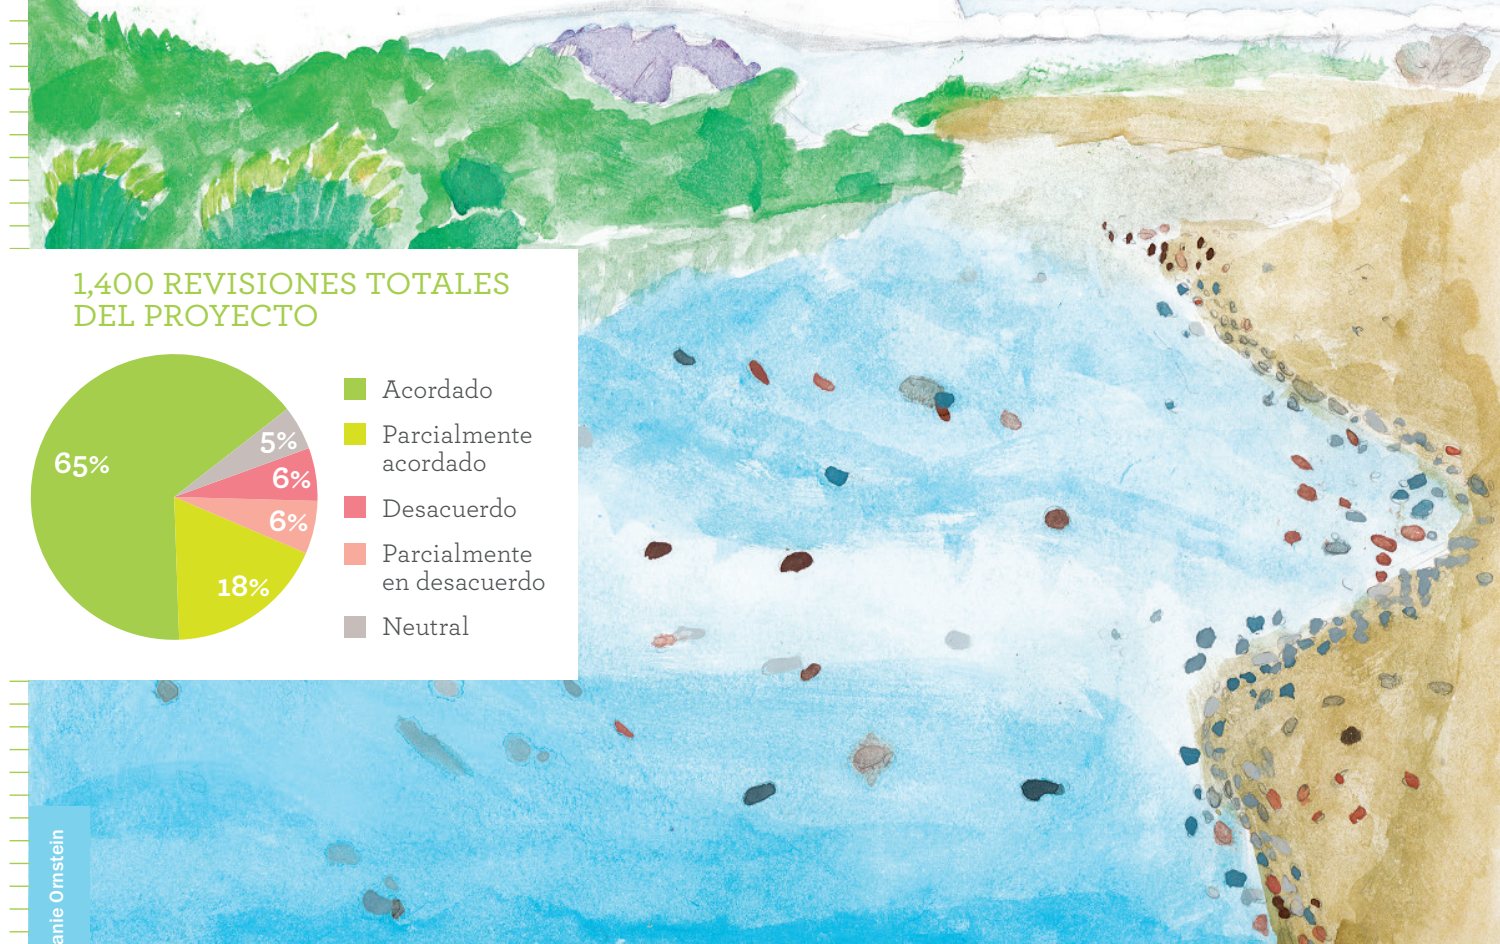 1,400 REVISIONES TOTALES
DEL PROYECTO
65%
5%
6%
6%
18%
Acordado
Parcialmente
acordado
Desacuerdo
Parcialmente
en desacuerdo
Neutral
Ornstein